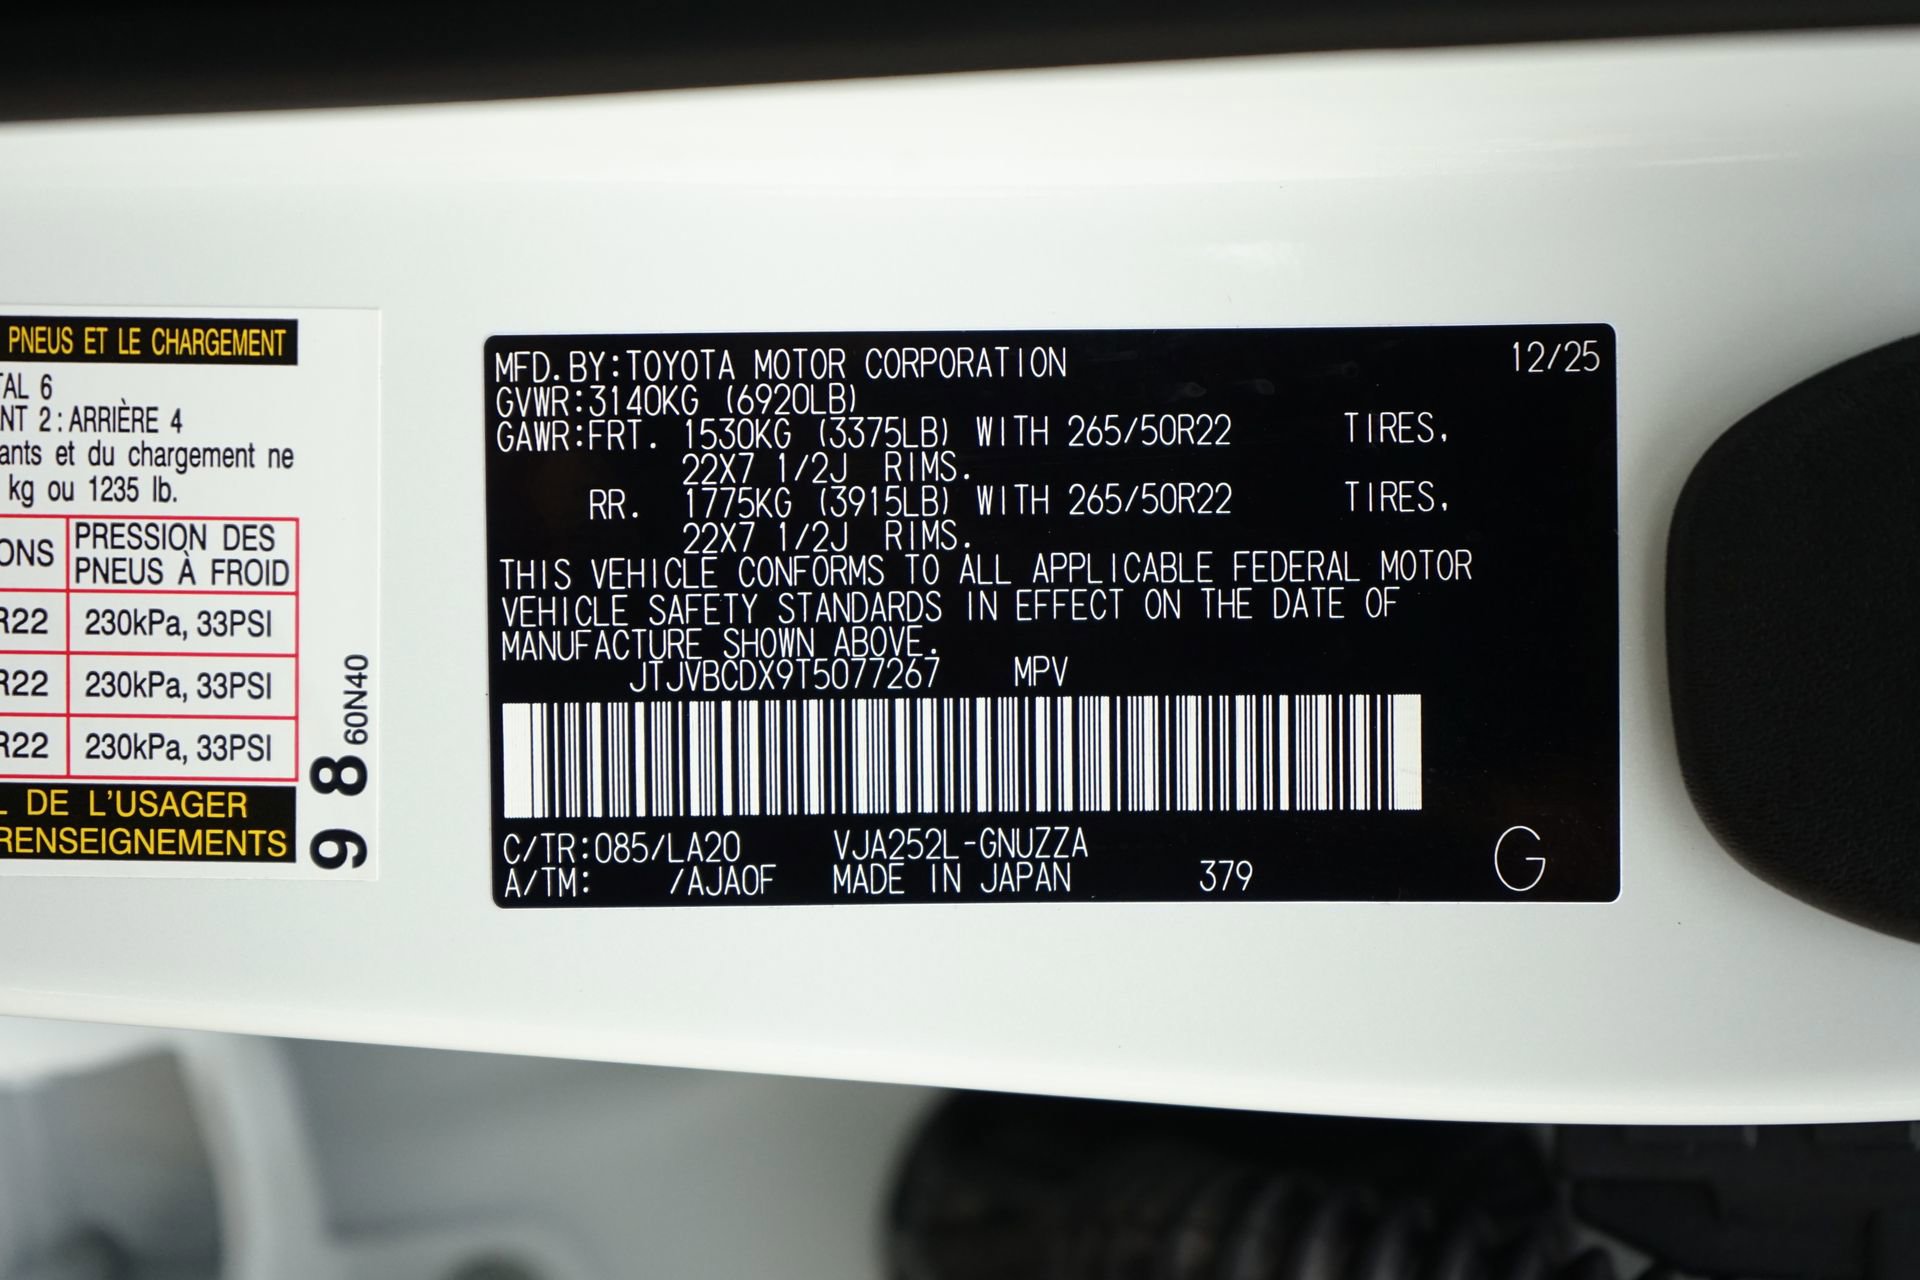 PNEUS ET LE CHARGEMENT
TAL 6
NT 2 : ARRIÈRE 4
ants et du chargement ne
kg ou 1235 lb.
ONS PRESSION DES
PNEUS À FROID
R22 230kPa, 33PSI
R22 230kPa, 33PSI
R22 230kPa, 33PSI
L DE L'USAGER
RENSEIGNEMENTS
98 60N40
MFD.BY:TOYOTA MOTOR CORPORATION 12/25
GVWR:3140KG (6920LB)
GAWR:FRT. 1530KG (3375LB) WITH 265/50R22 TIRES,
22X7 1/2J RIMS.
RR. 1775KG (3915LB) WITH 265/50R22 TIRES,
22X7 1/2J RIMS.
THIS VEHICLE CONFORMS TO ALL APPLICABLE FEDERAL MOTOR
VEHICLE SAFETY STANDARDS IN EFFECT ON THE DATE OF
MANUFACTURE SHOWN ABOVE.
JTJVBCDX9T5077267 MPV
C/TR:085/LA20 VJA252L-GNUZZA
A/TM: /AJA0F MADE IN JAPAN 379 G